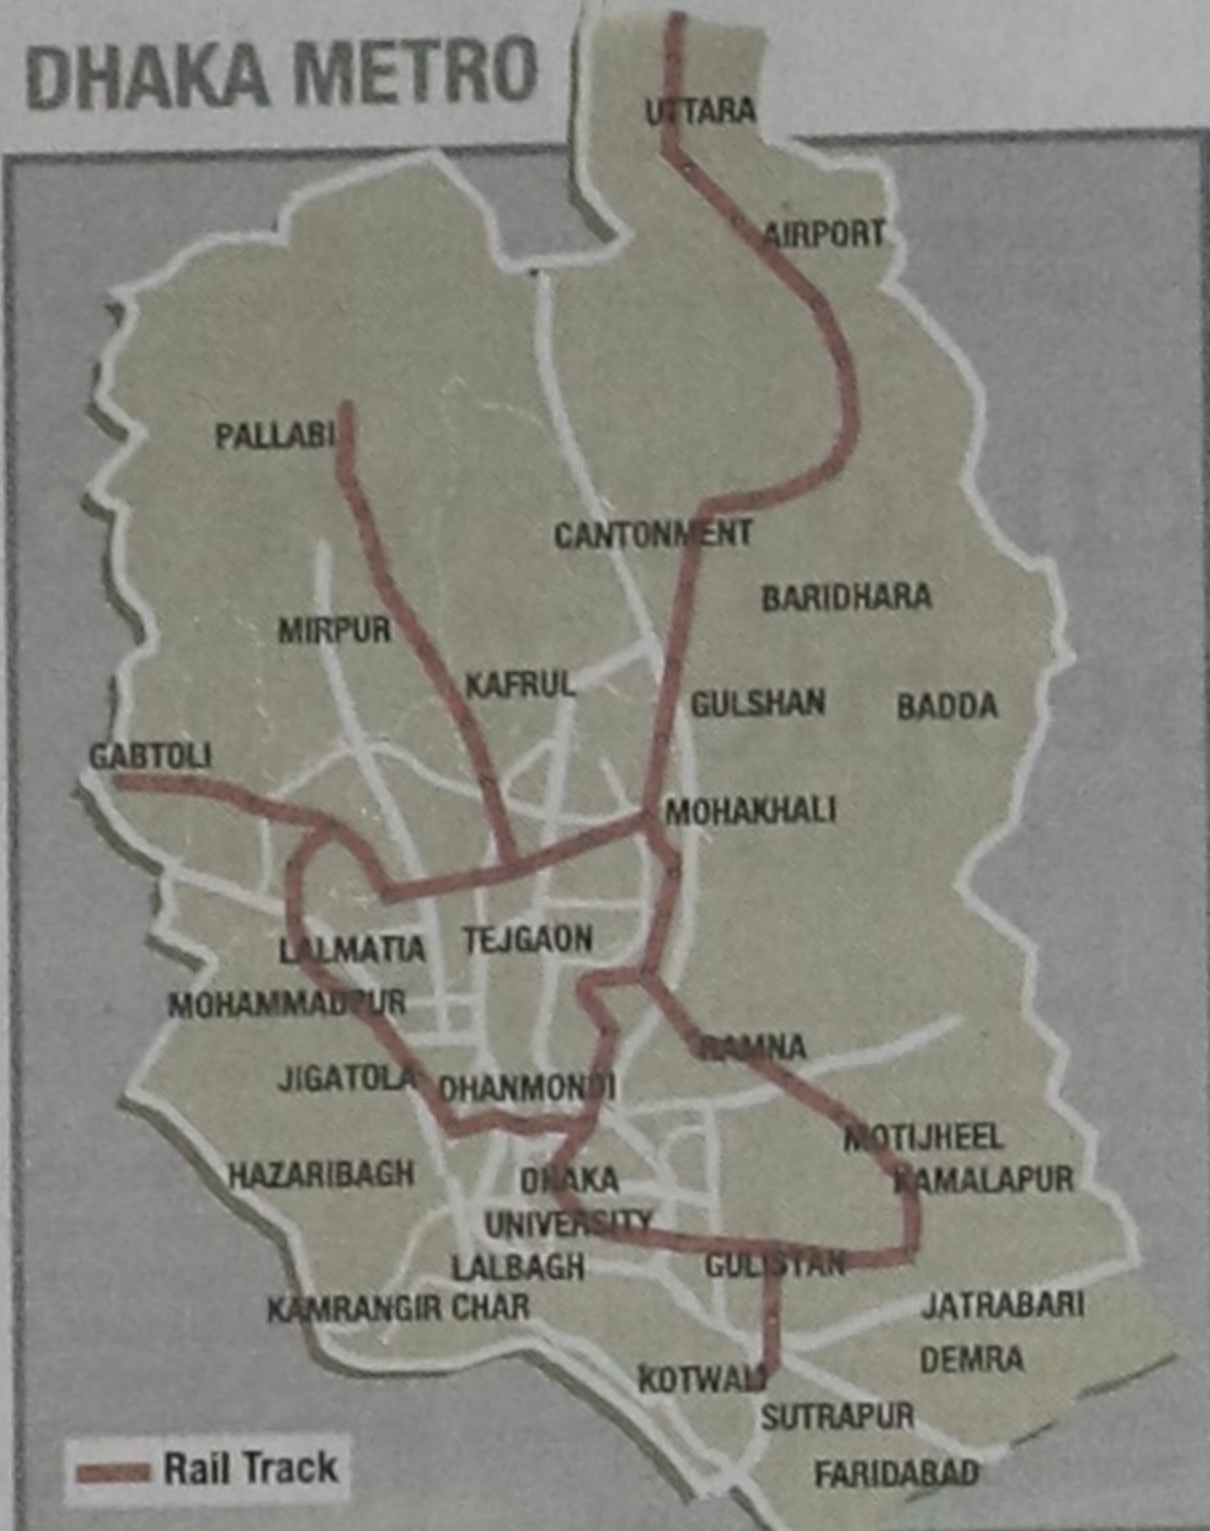 DHAKA METRO
UTTARA
AIRPORT
PALLABI
CANTONMENT
BARIDHARA
MIRPUR
KAFRUL
GULSHAN
BADDA
GABTOLI
MOHAKHALI
LALMATIA
TEJGAON
MOHAMMADPUR
RAMNA
JIGATOLA
DHANMONDI
MOTIJHEEL
HAZARIBAGH
DHAKA
UNIVERSITY
KAMALAPUR
LALBAGH
GULISTAN
KAMRANGIR CHAR
JATRABARI
DEMRA
KOTWALI
SUTRAPUR
FARIDABAD
Rail Track